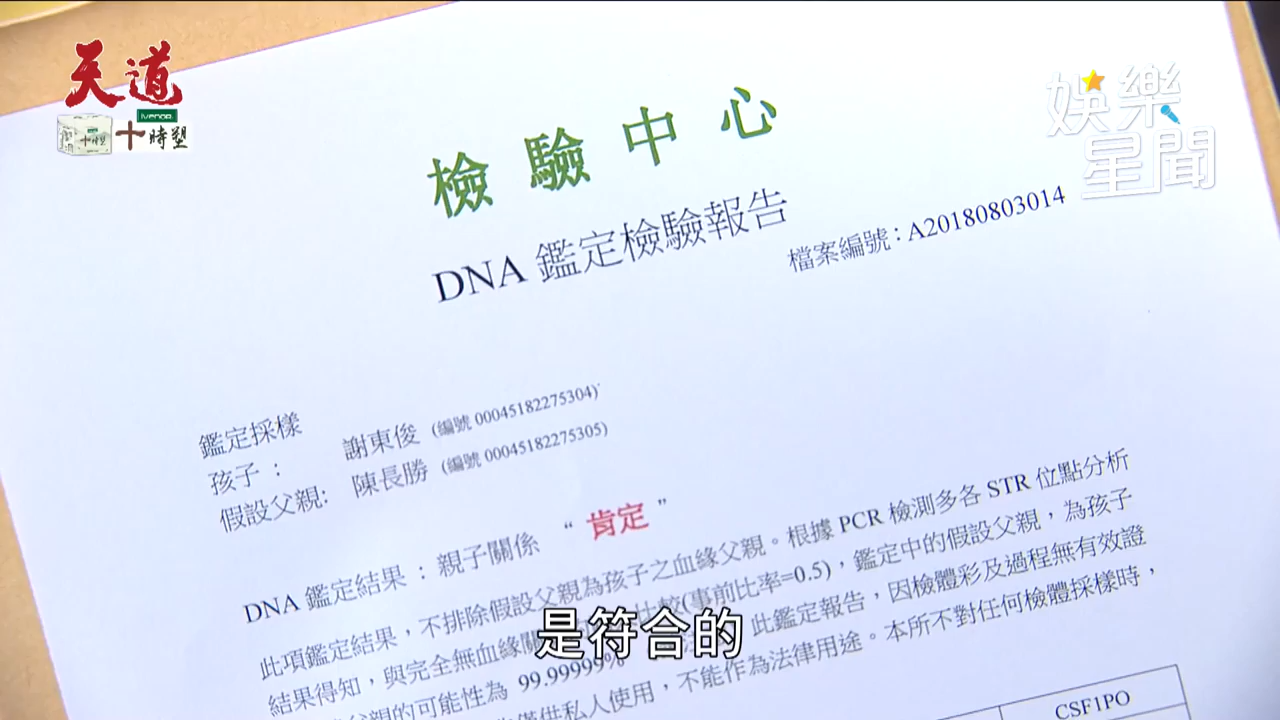 天道
ivenor
十時塑
娛樂
星聞
檢驗中心
DNA 鑑定檢驗報告
檔案編號：A20180803014
鑑定採樣
孩子： 謝東俊 (編號 00045182275304)
假設父親: 陳長勝 (編號 00045182275305)
DNA 鑑定結果：親子關係 “肯定”
此項鑑定結果，不排除假設父親為孩子之血緣父親。根據 PCR 檢測多各 STR 位點分析
結果得知，與完全無血緣關 比較(事前比率=0.5)，鑑定中的假設父親，為孩子
父親的可能性為 99.99999% 此鑑定報告，因檢體彩及過程無有效證
僅供私人使用，不能作為法律用途。本所不對任何檢體採樣時，
CSF1PO
是符合的